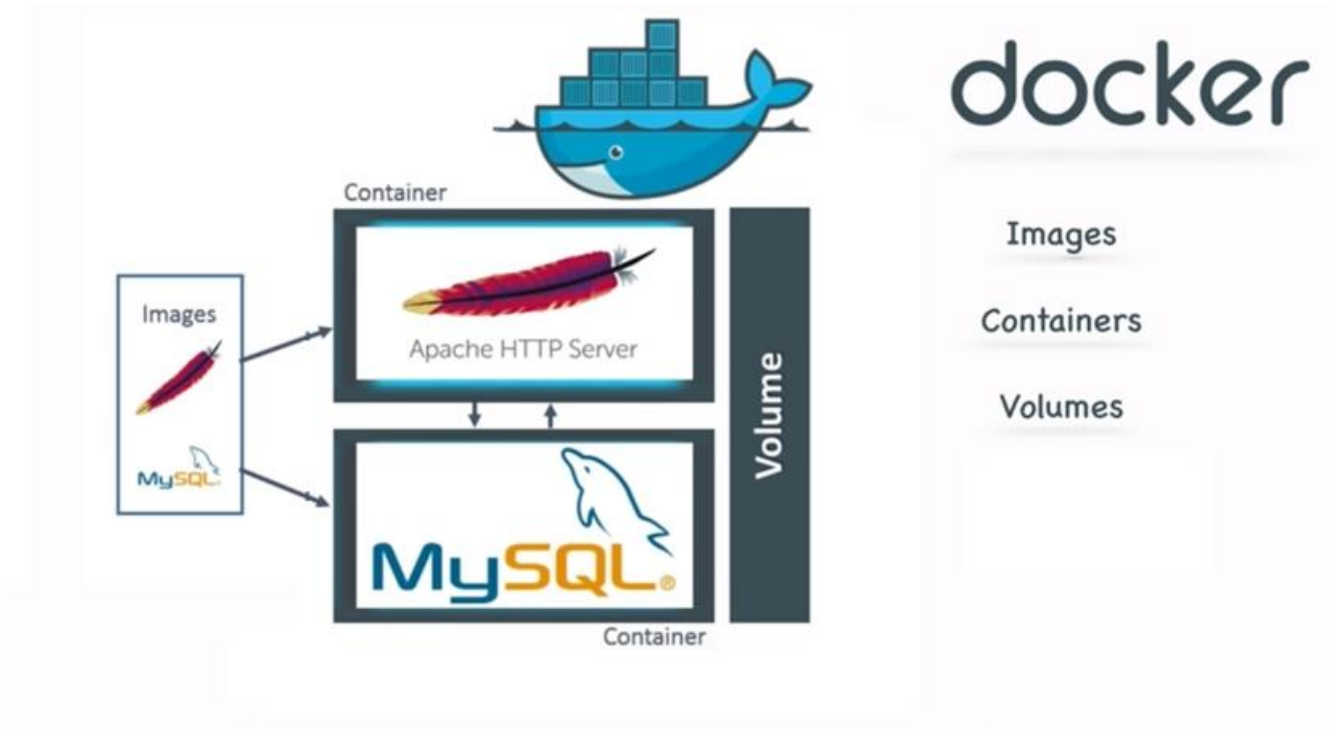 docker
Container
Images
MySQL
Apache HTTP Server
MySQL®
Container
Volume
Images
Containers
Volumes